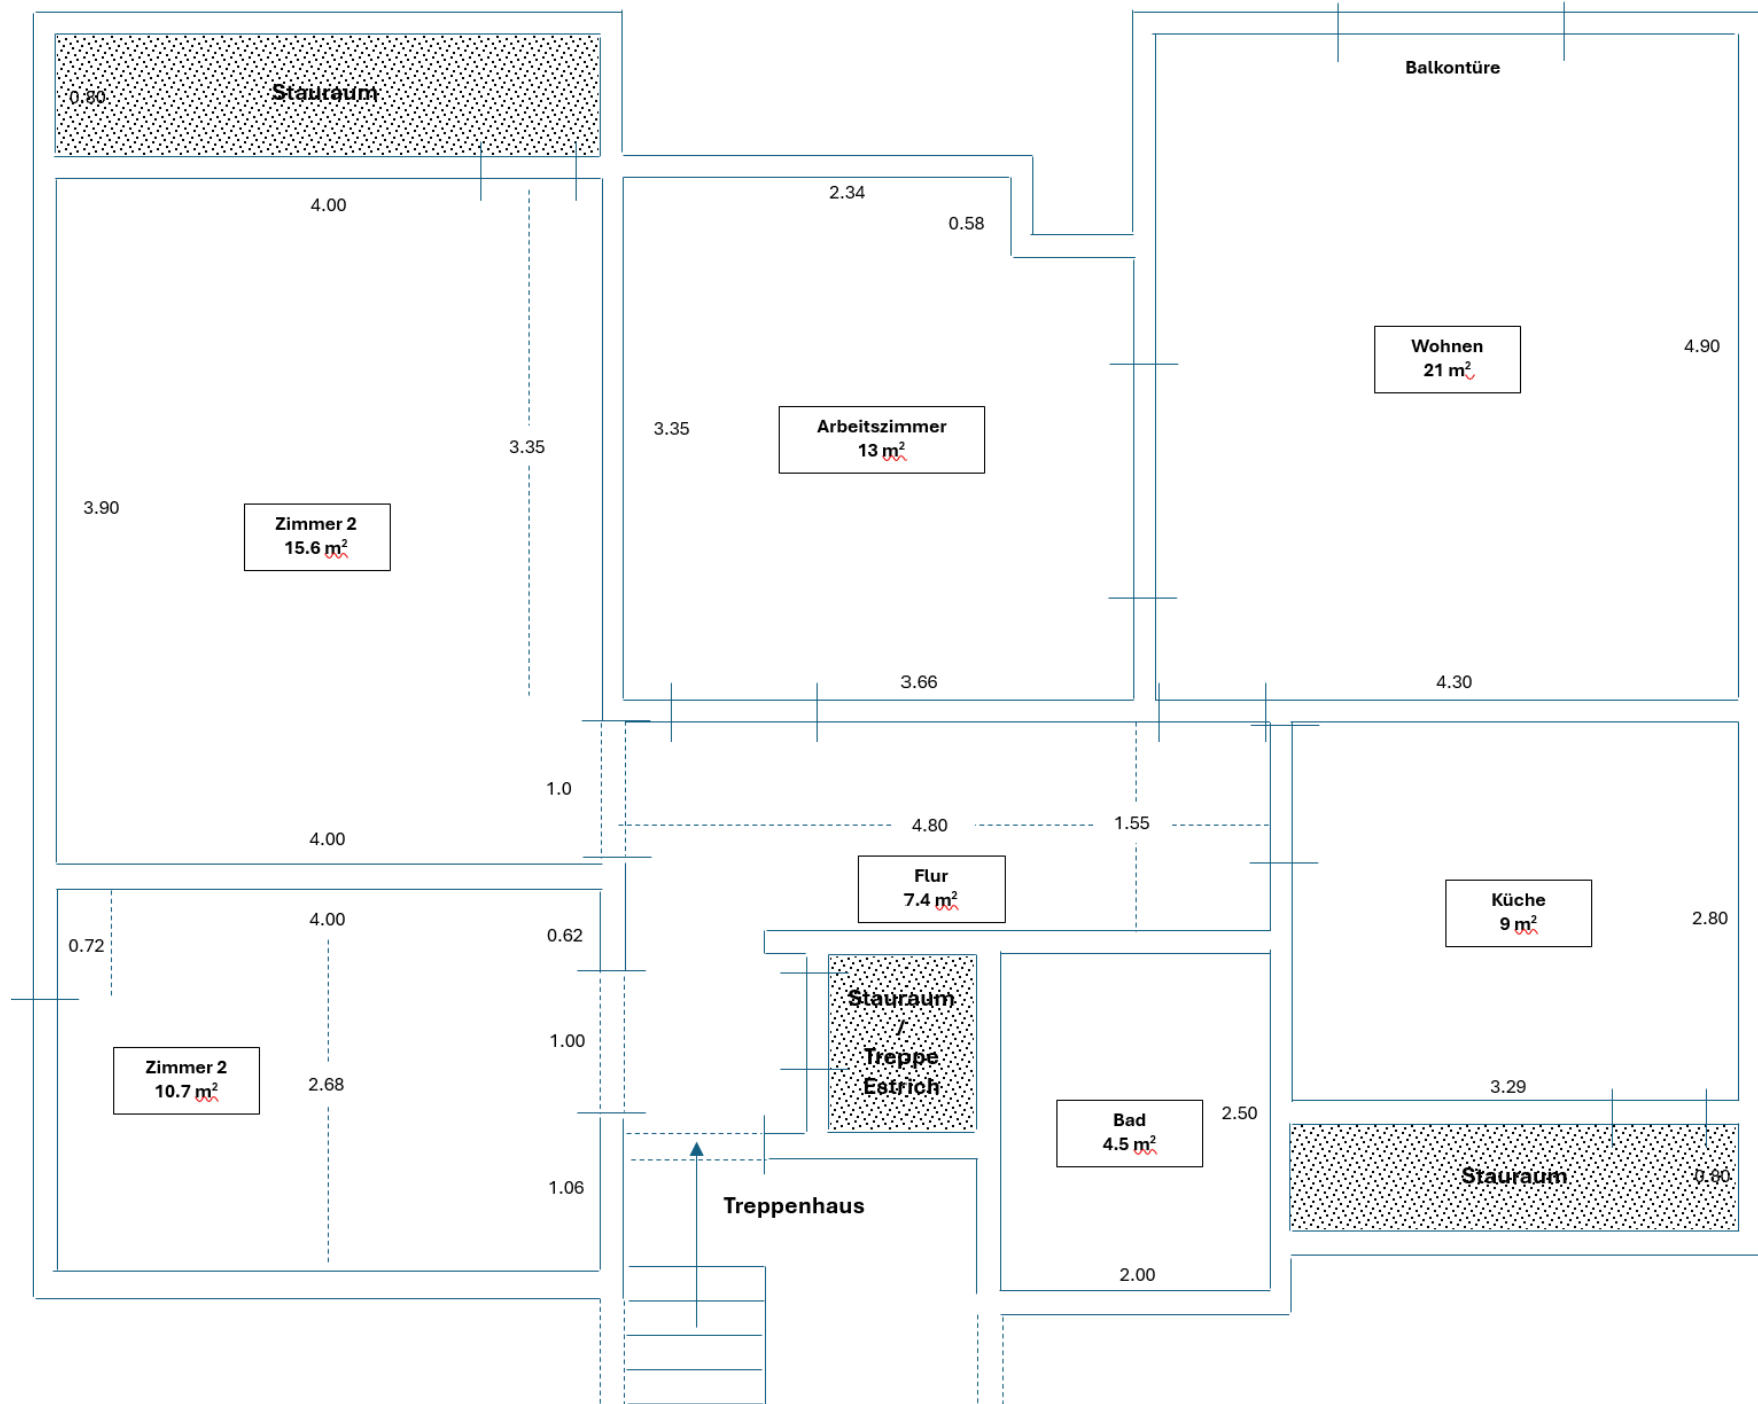 Balkontüre
0.80
Stauraum
4.00
2.34
0.58
Wohnen
21 m²
4.90
3.35
3.35
Arbeitszimmer
13 m²
3.90
Zimmer 2
15.6 m²
3.66
4.30
1.0
4.00
4.80
1.55
Flur
7.4 m²
Küche
9 m²
2.80
4.00
0.72
0.62
Stauraum
/
Treppe
Estrich
1.00
Zimmer 2
10.7 m²
2.68
3.29
Bad
4.5 m²
2.50
Stauraum
0.80
1.06
Treppenhaus
2.00